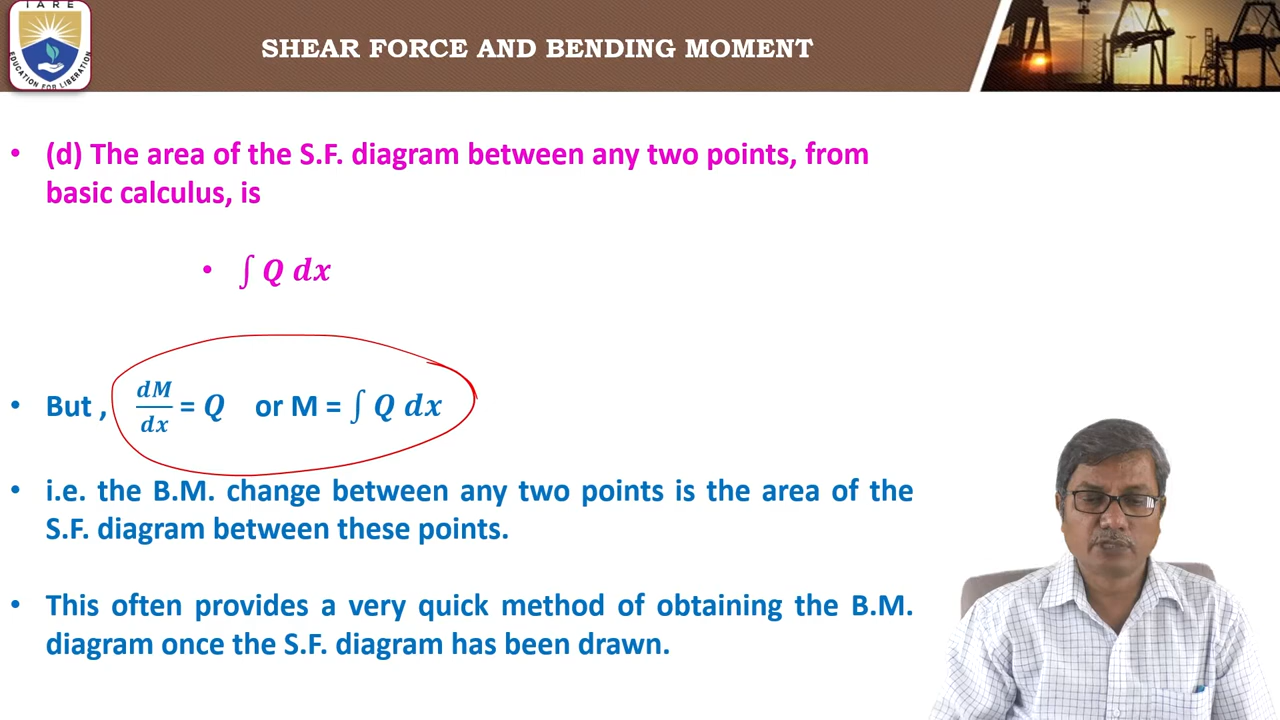 IARE
EDUCATION FOR LIBERATION
SHEAR FORCE AND BENDING MOMENT
• (d) The area of the S.F. diagram between any two points, from
basic calculus, is
• ∫ Q dx
• But , dM/dx = Q or M = ∫ Q dx
• i.e. the B.M. change between any two points is the area of the
S.F. diagram between these points.
• This often provides a very quick method of obtaining the B.M.
diagram once the S.F. diagram has been drawn.